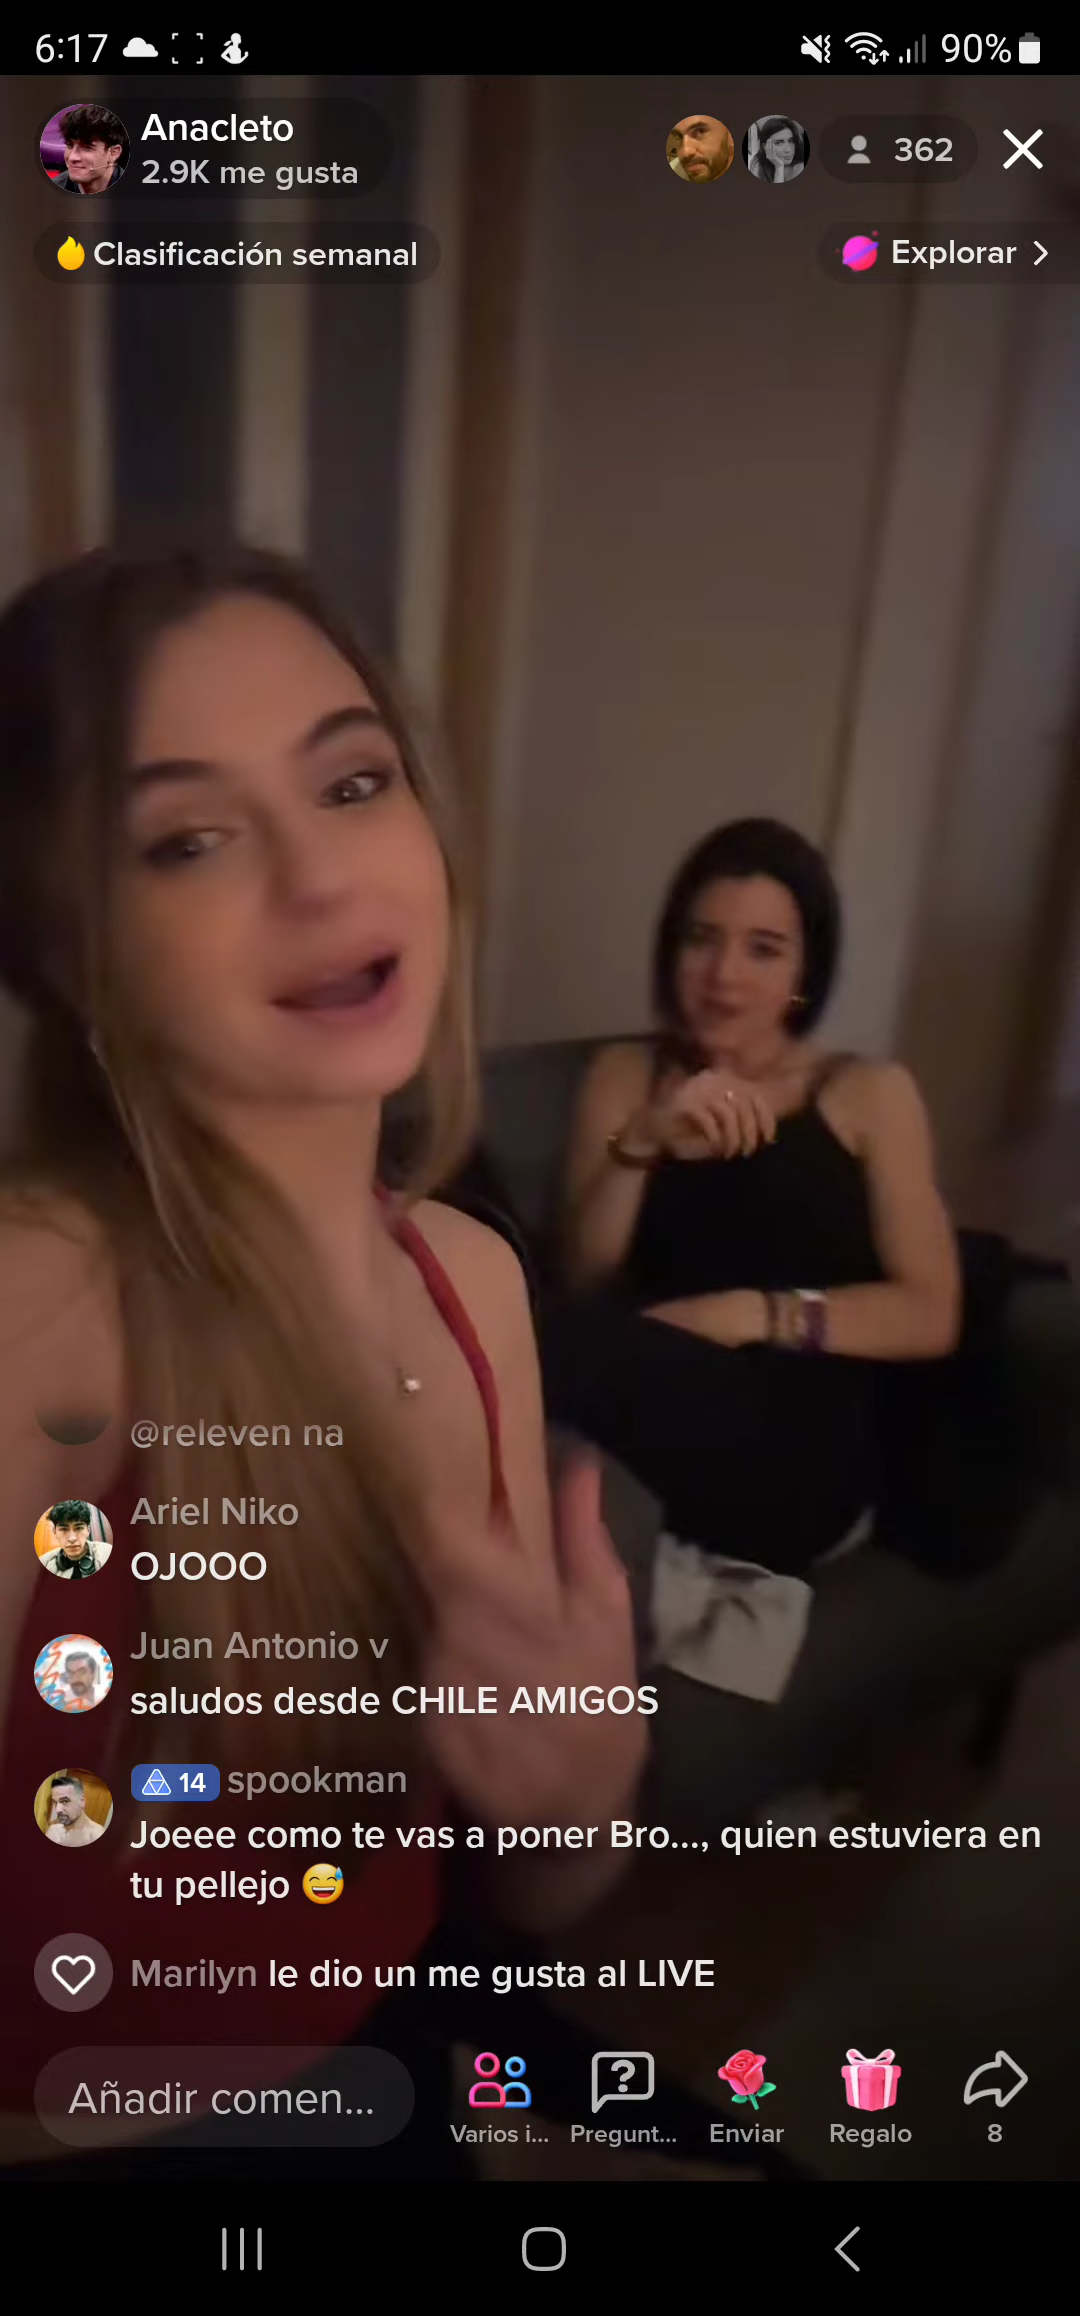 6:17
90%
Anacleto
2.9K me gusta
362
Clasificación semanal
Explorar
@releven na
Ariel Niko
OJOOO
Juan Antonio v
saludos desde CHILE AMIGOS
14 spookman
Joeee como te vas a poner Bro..., quien estuviera en
tu pellejo 😅
Marilyn le dio un me gusta al LIVE
Añadir comen...
Varios i...
Pregunt...
Enviar
Regalo
8